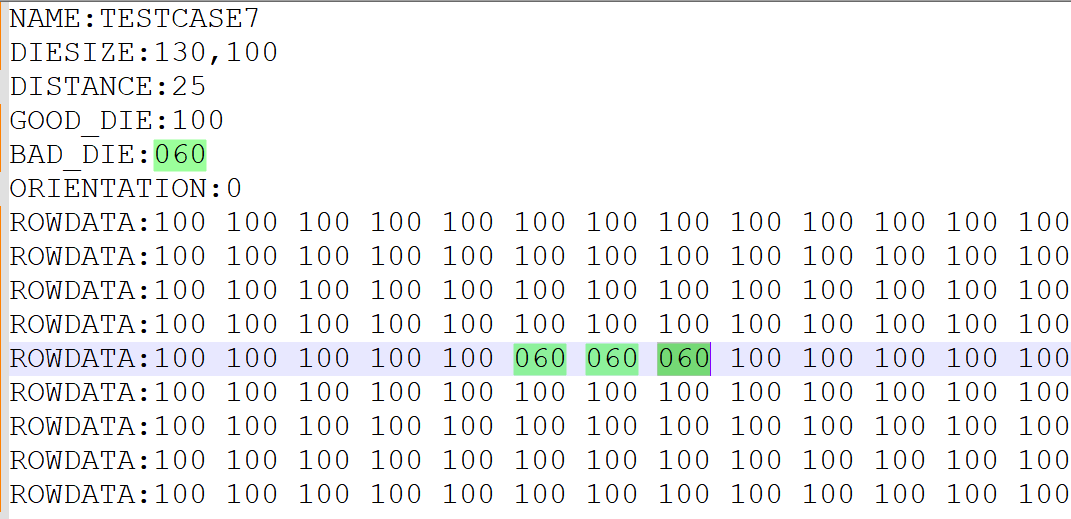 NAME:TESTCASE7
DIESIZE:130,100
DISTANCE:25
GOOD_DIE:100
BAD_DIE:060
ORIENTATION:0
ROWDATA:100 100 100 100 100 100 100 100 100 100 100 100 100
ROWDATA:100 100 100 100 100 100 100 100 100 100 100 100 100
ROWDATA:100 100 100 100 100 100 100 100 100 100 100 100 100
ROWDATA:100 100 100 100 100 100 100 100 100 100 100 100 100
ROWDATA:100 100 100 100 100 060 060 060 100 100 100 100 100
ROWDATA:100 100 100 100 100 100 100 100 100 100 100 100 100
ROWDATA:100 100 100 100 100 100 100 100 100 100 100 100 100
ROWDATA:100 100 100 100 100 100 100 100 100 100 100 100 100
ROWDATA:100 100 100 100 100 100 100 100 100 100 100 100 100